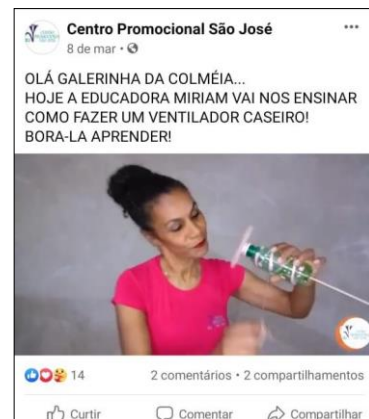 Centro Promocional São José
8 de mar •
OLÁ GALERINHA DA COLMÉIA...
HOJE A EDUCADORA MIRIAM VAI NOS ENSINAR
COMO FAZER UM VENTILADOR CASEIRO!
BORA-LA APRENDER!
14 2 comentários • 2 compartilhamentos
Curtir Comentar Compartilhar